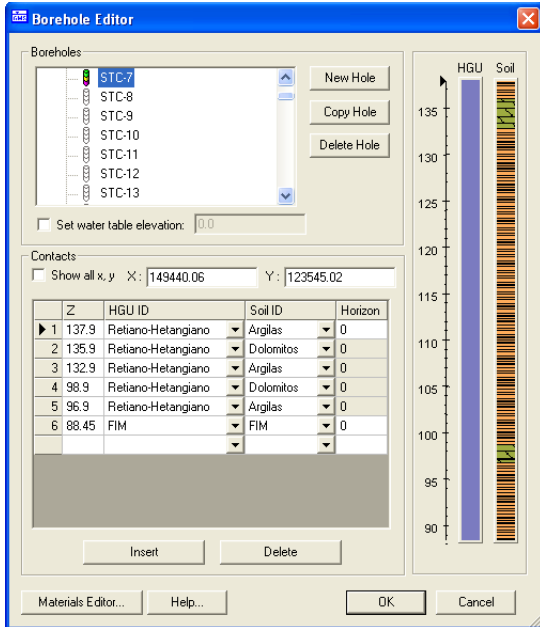 GMS Borehole Editor
Boreholes
STC-7
STC-8
STC-9
STC-10
STC-11
STC-12
STC-13
New Hole
Copy Hole
Delete Hole
Set water table elevation: 0.0
Contacts
Show all x, y X: 149440.06 Y: 123545.02
Z HGU ID Soil ID Horizon
1 137.9 Retiano-Hetangiano Argilas 0
2 135.9 Retiano-Hetangiano Dolomitos 0
3 132.9 Retiano-Hetangiano Argilas 0
4 98.9 Retiano-Hetangiano Dolomitos 0
5 96.9 Retiano-Hetangiano Argilas 0
6 88.45 FIM FIM 0
Insert Delete
Materials Editor... Help... OK Cancel
HGU Soil
135
130
125
120
115
110
105
100
95
90